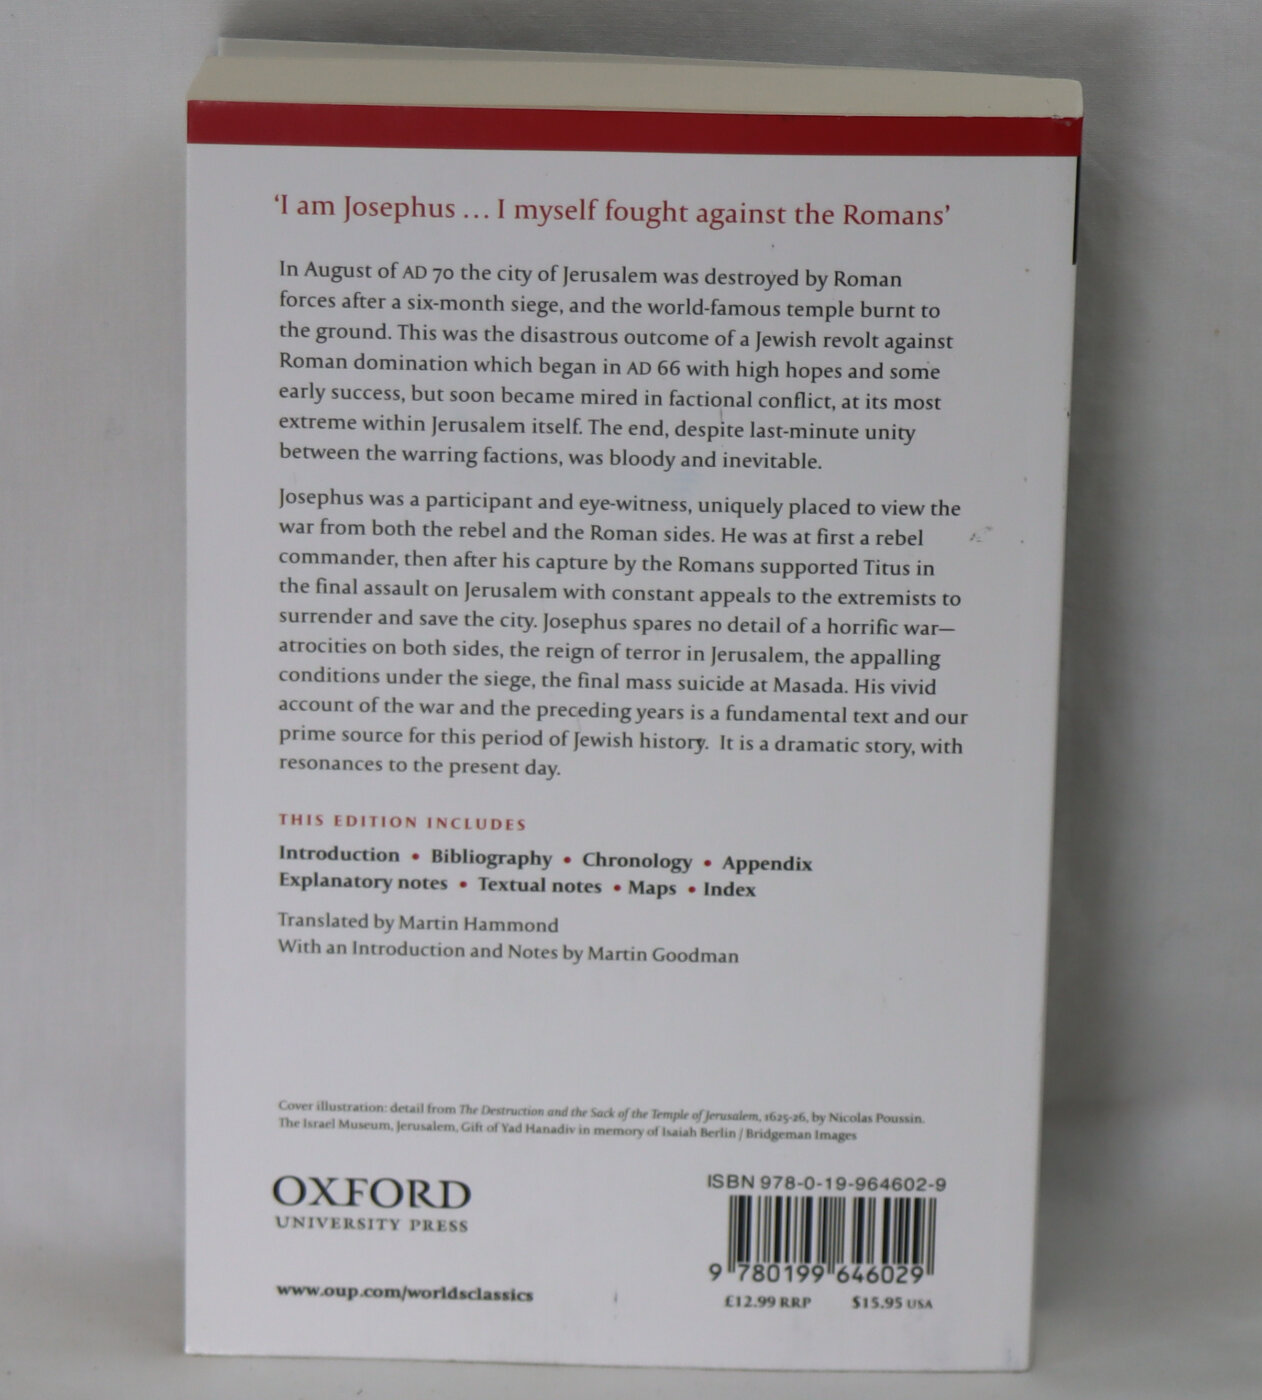 ‘I am Josephus ... I myself fought against the Romans’
In August of AD 70 the city of Jerusalem was destroyed by Roman
forces after a six-month siege, and the world-famous temple burnt to
the ground. This was the disastrous outcome of a Jewish revolt against
Roman domination which began in AD 66 with high hopes and some
early success, but soon became mired in factional conflict, at its most
extreme within Jerusalem itself. The end, despite last-minute unity
between the warring factions, was bloody and inevitable.
Josephus was a participant and eye-witness, uniquely placed to view the
war from both the rebel and the Roman sides. He was at first a rebel
commander, then after his capture by the Romans supported Titus in
the final assault on Jerusalem with constant appeals to the extremists to
surrender and save the city. Josephus spares no detail of a horrific war—
atrocities on both sides, the reign of terror in Jerusalem, the appalling
conditions under the siege, the final mass suicide at Masada. His vivid
account of the war and the preceding years is a fundamental text and our
prime source for this period of Jewish history. It is a dramatic story, with
resonances to the present day.
THIS EDITION INCLUDES
Introduction • Bibliography • Chronology • Appendix
Explanatory notes • Textual notes • Maps • Index
Translated by Martin Hammond
With an Introduction and Notes by Martin Goodman
Cover illustration: detail from The Destruction and the Sack of the Temple of Jerusalem, 1625-26, by Nicolas Poussin.
The Israel Museum, Jerusalem, Gift of Yad Hanadiv in memory of Isaiah Berlin / Bridgeman Images
OXFORD
UNIVERSITY PRESS
www.oup.com/worldsclassics
ISBN 978-0-19-964602-9
9 780199 646029
£12.99 RRP $15.95 USA